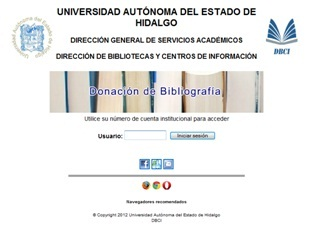 UNIVERSIDAD AUTÓNOMA DEL ESTADO DE
HIDALGO
DIRECCIÓN GENERAL DE SERVICIOS ACADÉMICOS
DIRECCIÓN DE BIBLIOTECAS Y CENTROS DE INFORMACIÓN
DBCI
Donación de Bibliografía
Utilice su número de cuenta institucional para acceder
Usuario:
Iniciar sesión
Navegadores recomendados
© Copyright 2012 Universidad Autónoma del Estado de Hidalgo
DBCI